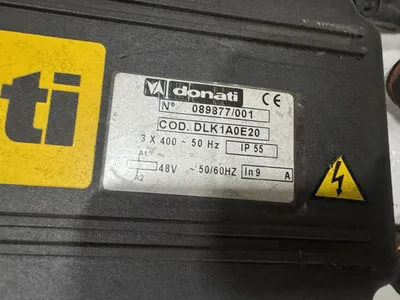 ti
donati CE
N° 089877/001
COD. DLK1A0E20
3 X 400 ~ 50 Hz IP 55
A1
48V ~ 50/60HZ In 9 A
A2